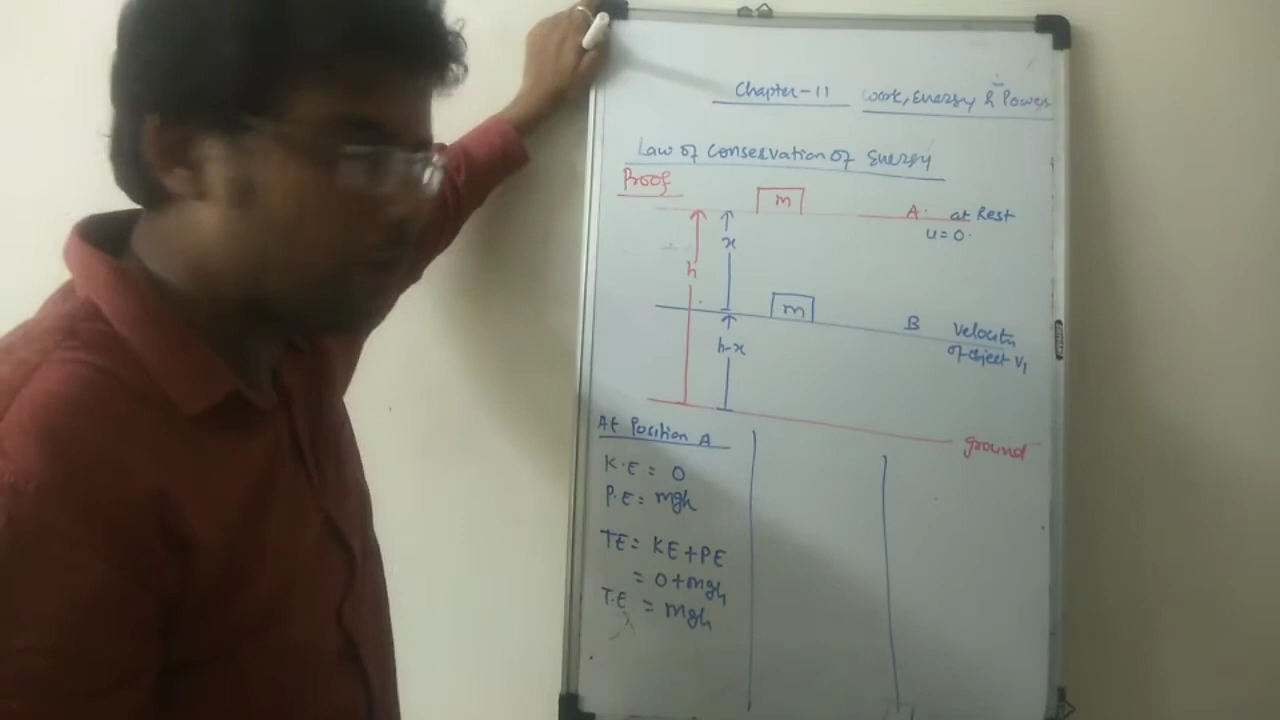 Chapter-11 Work, Energy & Power
Law of Conservation of Energy
Proof
m A. at Rest
u=0.
x
h
m B Velocity
of object v₁
h-x
ground
At Position A
K.E = 0
P.E = mgh
TE = KE+PE
= 0+mgh
T.E = mgh